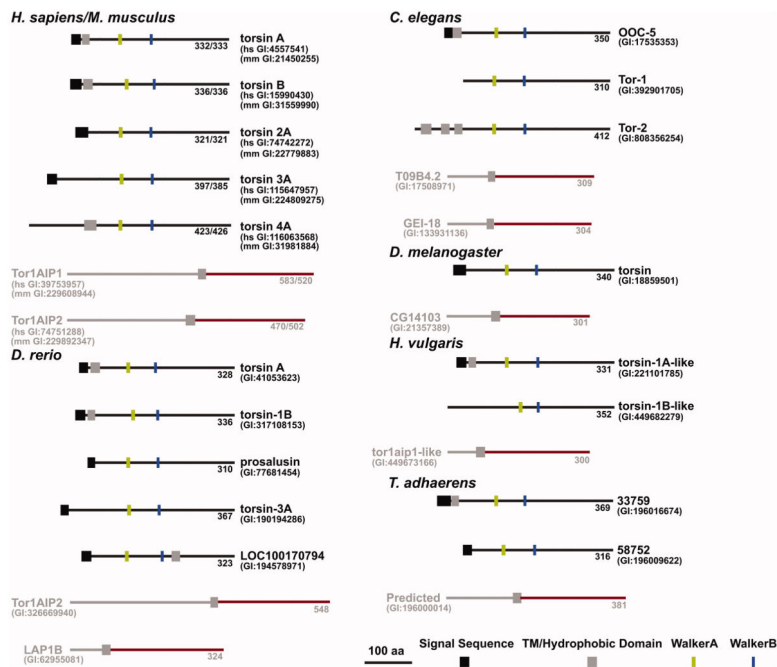 H. sapiens/M. musculus
torsin A
332/333
(hs GI:4557541)
(mm GI:21450255)
torsin B
336/336
(hs GI:15990430)
(mm GI:31559990)
torsin 2A
321/321
(hs GI:74742272)
(mm GI:22779883)
torsin 3A
397/385
(hs GI:115647957)
(mm GI:224809275)
torsin 4A
423/426
(hs GI:116063568)
(mm GI:31981884)
Tor1AIP1
(hs GI:39753957)
583/520
(mm GI:229608944)
Tor1AIP2
(hs GI:74751288)
470/502
(mm GI:229892347)
D. rerio
torsin A
328
(GI:41053623)
torsin-1B
336
(GI:317108153)
prosalusin
310
(GI:77681454)
torsin-3A
367
(GI:190194286)
LOC100170794
323
(GI:194578971)
Tor1AIP2
(GI:326669940)
548
LAP1B
(GI:62955081)
324
C. elegans
OOC-5
350
(GI:17535353)
Tor-1
310
(GI:392901705)
Tor-2
412
(GI:808356254)
T09B4.2
(GI:17508971)
309
GEI-18
(GI:133931136)
304
D. melanogaster
torsin
340
(GI:18859501)
CG14103
(GI:21357389)
301
H. vulgaris
torsin-1A-like
331
(GI:221101785)
torsin-1B-like
352
(GI:449682279)
tor1aip1-like
(GI:449673166)
300
T. adhaerens
33759
369
(GI:196016674)
58752
316
(GI:196009622)
Predicted
(GI:196000014)
381
100 aa
Signal Sequence
TM/Hydrophobic Domain
WalkerA
WalkerB